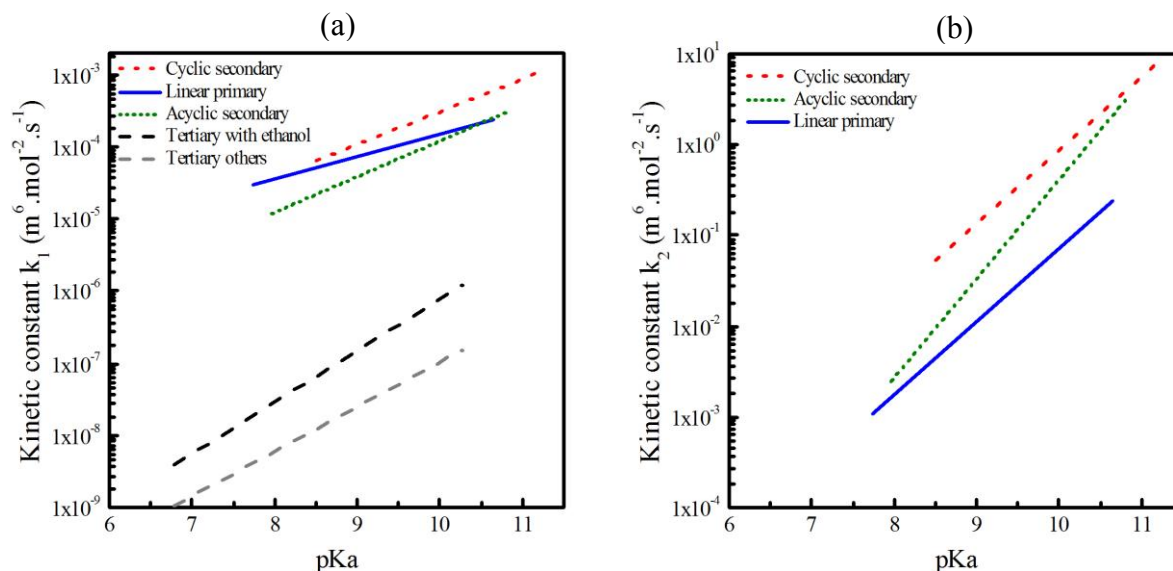 (a)
Kinetic constant k₁ (m⁶.mol⁻².s⁻¹)
1x10⁻³
1x10⁻⁴
1x10⁻⁵
1x10⁻⁶
1x10⁻⁷
1x10⁻⁸
1x10⁻⁹
Cyclic secondary
Linear primary
Acyclic secondary
Tertiary with ethanol
Tertiary others
6 7 8 9 10 11
pKa
(b)
Kinetic constant k₂ (m⁶.mol⁻².s⁻¹)
1x10¹
1x10⁰
1x10⁻¹
1x10⁻²
1x10⁻³
1x10⁻⁴
Cyclic secondary
Acyclic secondary
Linear primary
6 7 8 9 10 11
pKa